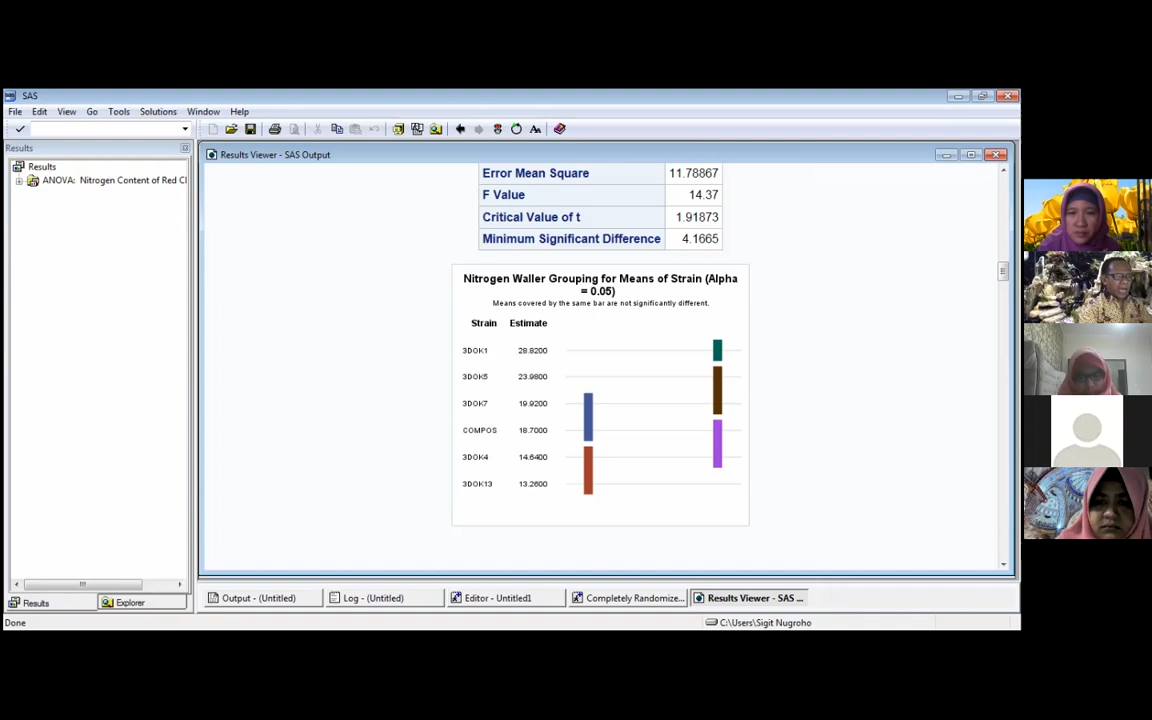 SAS
File Edit View Go Tools Solutions Window Help
Results
Results Viewer - SAS Output
Results
ANOVA: Nitrogen Content of Red Cl
Error Mean Square 11.78867
F Value 14.37
Critical Value of t 1.91873
Minimum Significant Difference 4.1665
Nitrogen Waller Grouping for Means of Strain (Alpha
= 0.05)
Means covered by the same bar are not significantly different.
Strain Estimate
3DOK1 28.8200
3DOK5 23.9800
3DOK7 19.9200
COMPOS 18.7000
3DOK4 14.6400
3DOK13 13.2600
Results Explorer
Output - (Untitled) Log - (Untitled) Editor - Untitled1 Completely Randomize... Results Viewer - SAS ...
Done C:\Users\Sigit Nugroho